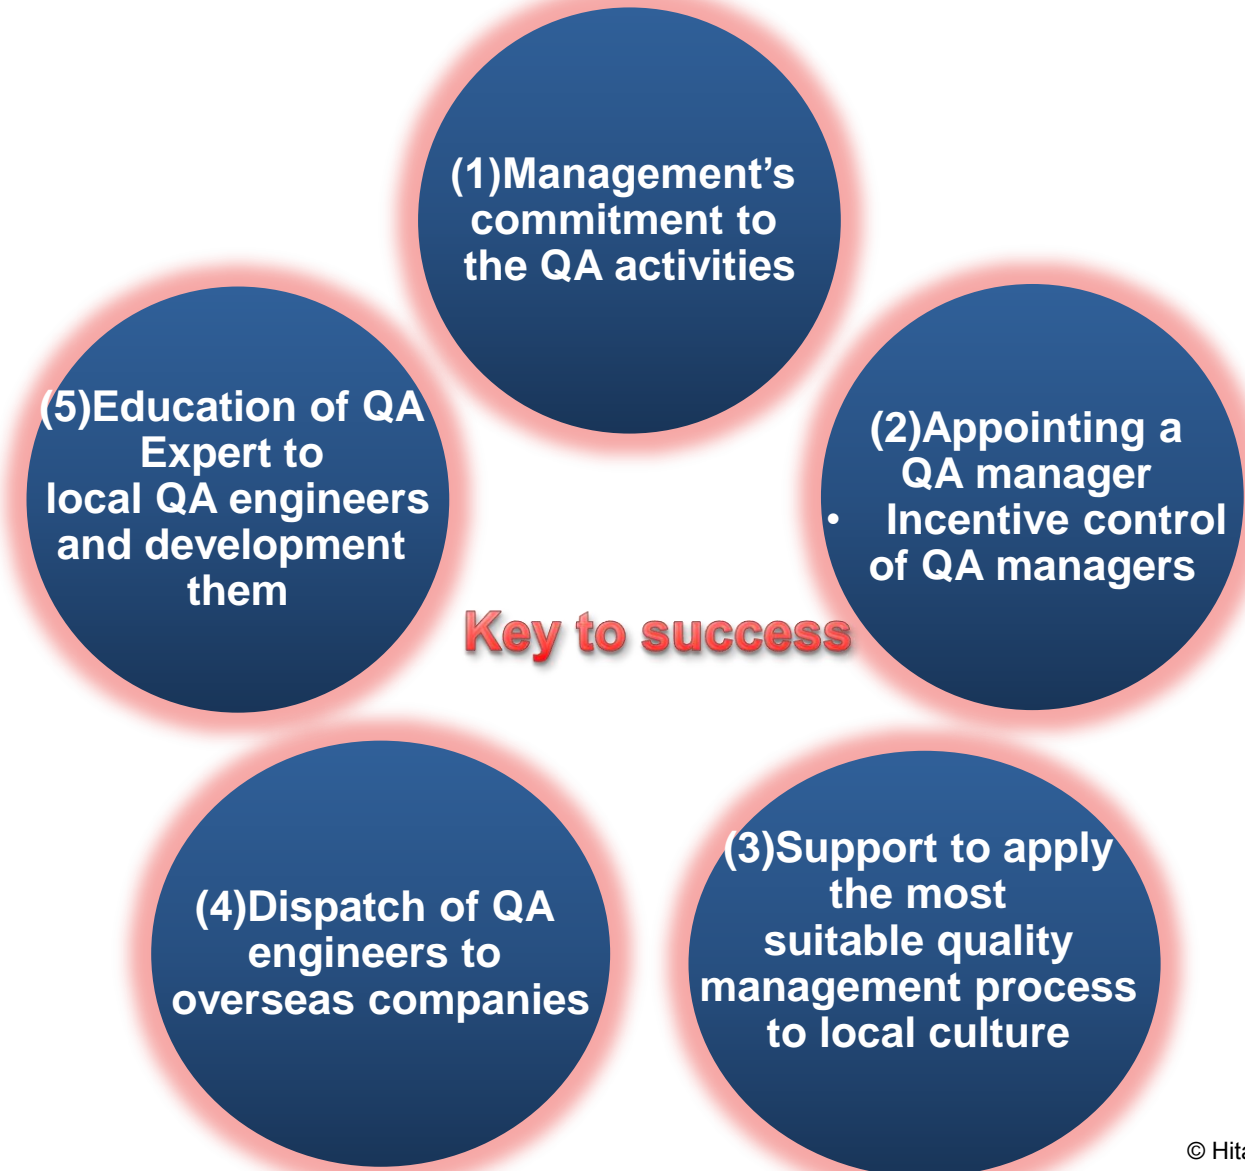 (1)Management’s
commitment to
the QA activities
(2)Appointing a
QA manager
• Incentive control
of QA managers
(3)Support to apply
the most
suitable quality
management process
to local culture
(4)Dispatch of QA
engineers to
overseas companies
(5)Education of QA
Expert to
local QA engineers
and development
them
Key to success
©